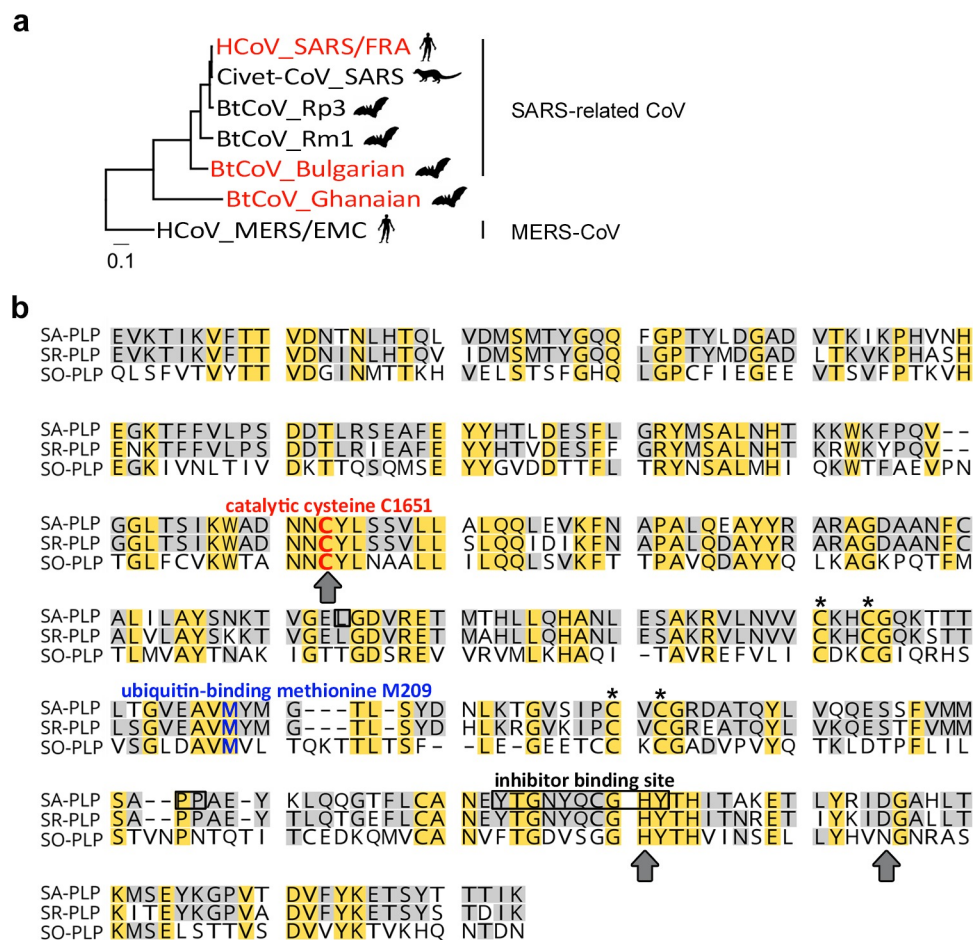 a
HCoV_SARS/FRA
Civet-CoV_SARS
BtCoV_Rp3
BtCoV_Rm1
SARS-related CoV
BtCoV_Bulgarian
BtCoV_Ghanaian
HCoV_MERS/EMC
MERS-CoV
0.1
b
SA-PLP EVKTIKVFTT VDNTNLHTQL VDMSMTYGQQ FGPTYLDGAD VTKIKPHVNH
SR-PLP EVKTIKVFTT VDNINLHTQV IDMSMTYGQQ LGPTYMDGAD LTKVKPHASH
SO-PLP QLSFVTVYTT VDGINMTTKH VELSTSFGHQ LGPCFIEGEE VTSVFPTKVH
SA-PLP EGKTFFVLPS DDTLRSEAFE YYHTLDESFL GRYMSALNHT KKWKFPQV--
SR-PLP ENKTFFVLPS DDTLRIEAFE YYHTLDESFF GRYMSALNHT KRWKYPQV--
SO-PLP EGKIVNLTIV DKTTQSQMSE YYGVDDTTFL TRYNSALMHI QKWTFAEVPN
catalytic cysteine C1651
SA-PLP GGLTSIKWAD NNCYLSSVLL ALQQLEVKFN APALQEAYYR ARAGDAANFC
SR-PLP GGLTSIKWAD NNCYLSSVLL SLQQIDIKFN APALQDAYYR ARAGDAANFC
SO-PLP TGLFCVKWTA NNCYLNAALL ILQQLSVKFT TPAVQDAYYQ LKAGKPQTFM
* *
SA-PLP ALILAYSNKT VGELGDVRET MTHLLQHANL ESAKRVLNVV CKHCGQKTTT
SR-PLP ALVLAYSKKT VGELGDVRET MAHLLQHANL ESAKRVLNVV CKHCGQKSTT
SO-PLP TLMVAYTNAK IGTTGDSREV VRVMLKHAQI -TAVREFVLI CDKCGIQRHS
ubiquitin-binding methionine M209
* *
SA-PLP LTGVEAVMYM G---TL-SYD NLKTGVSIPC VCGRDATQYL VQQESSFVMM
SR-PLP LSGVEAVMYM G---TL-SYD HLKRGVKIPC VCGREATQYL VKQESTFVMM
SO-PLP VSGLDAVMVL TQKTTLTSF- -LE-GEETCC KCGADVPVYQ TKLDTPFLIL
inhibitor binding site
SA-PLP SA--PPAE-Y KLQQGTFLCA NEYTGNYQCG HYTHITAKET LYRIDGAHLT
SR-PLP SA--PPAE-Y TLQTGEFLCA NEYTGNYQCG HYTHITNRET IYKIDGALLT
SO-PLP STVNPNTQTI TCEDKQMVCA NVFTGDVSGG HYTHVINSEL LYHVNGNRAS
SA-PLP KMSEYKGPVT DVFYKETSYT TTIK
SR-PLP KITEYKGPVA DVFYKETSYS TDIK
SO-PLP KMSELSTTVS DVVYKTVKHQ NTDN